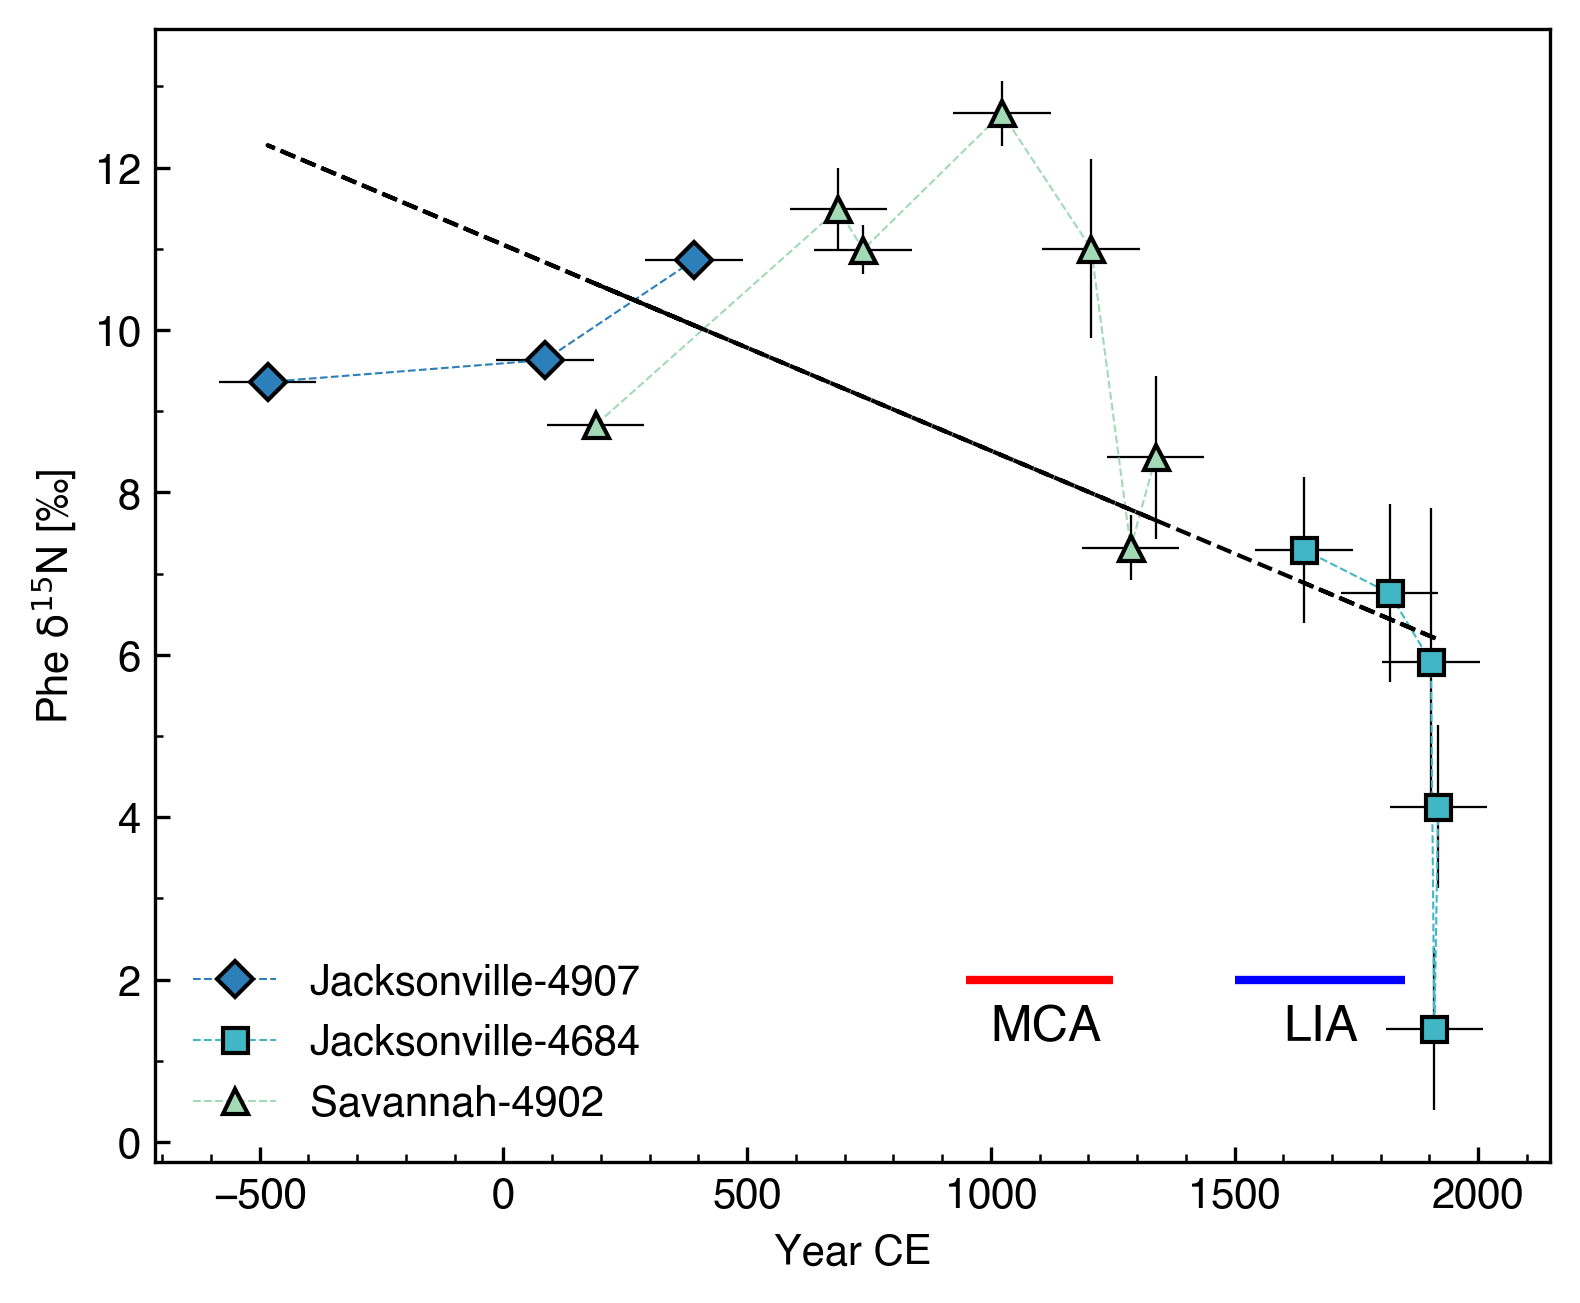 12
10
8
6
4
2
0
Phe δ¹⁵N [‰]
Jacksonville-4907
Jacksonville-4684
Savannah-4902
MCA
LIA
−500 0 500 1000 1500 2000
Year CE